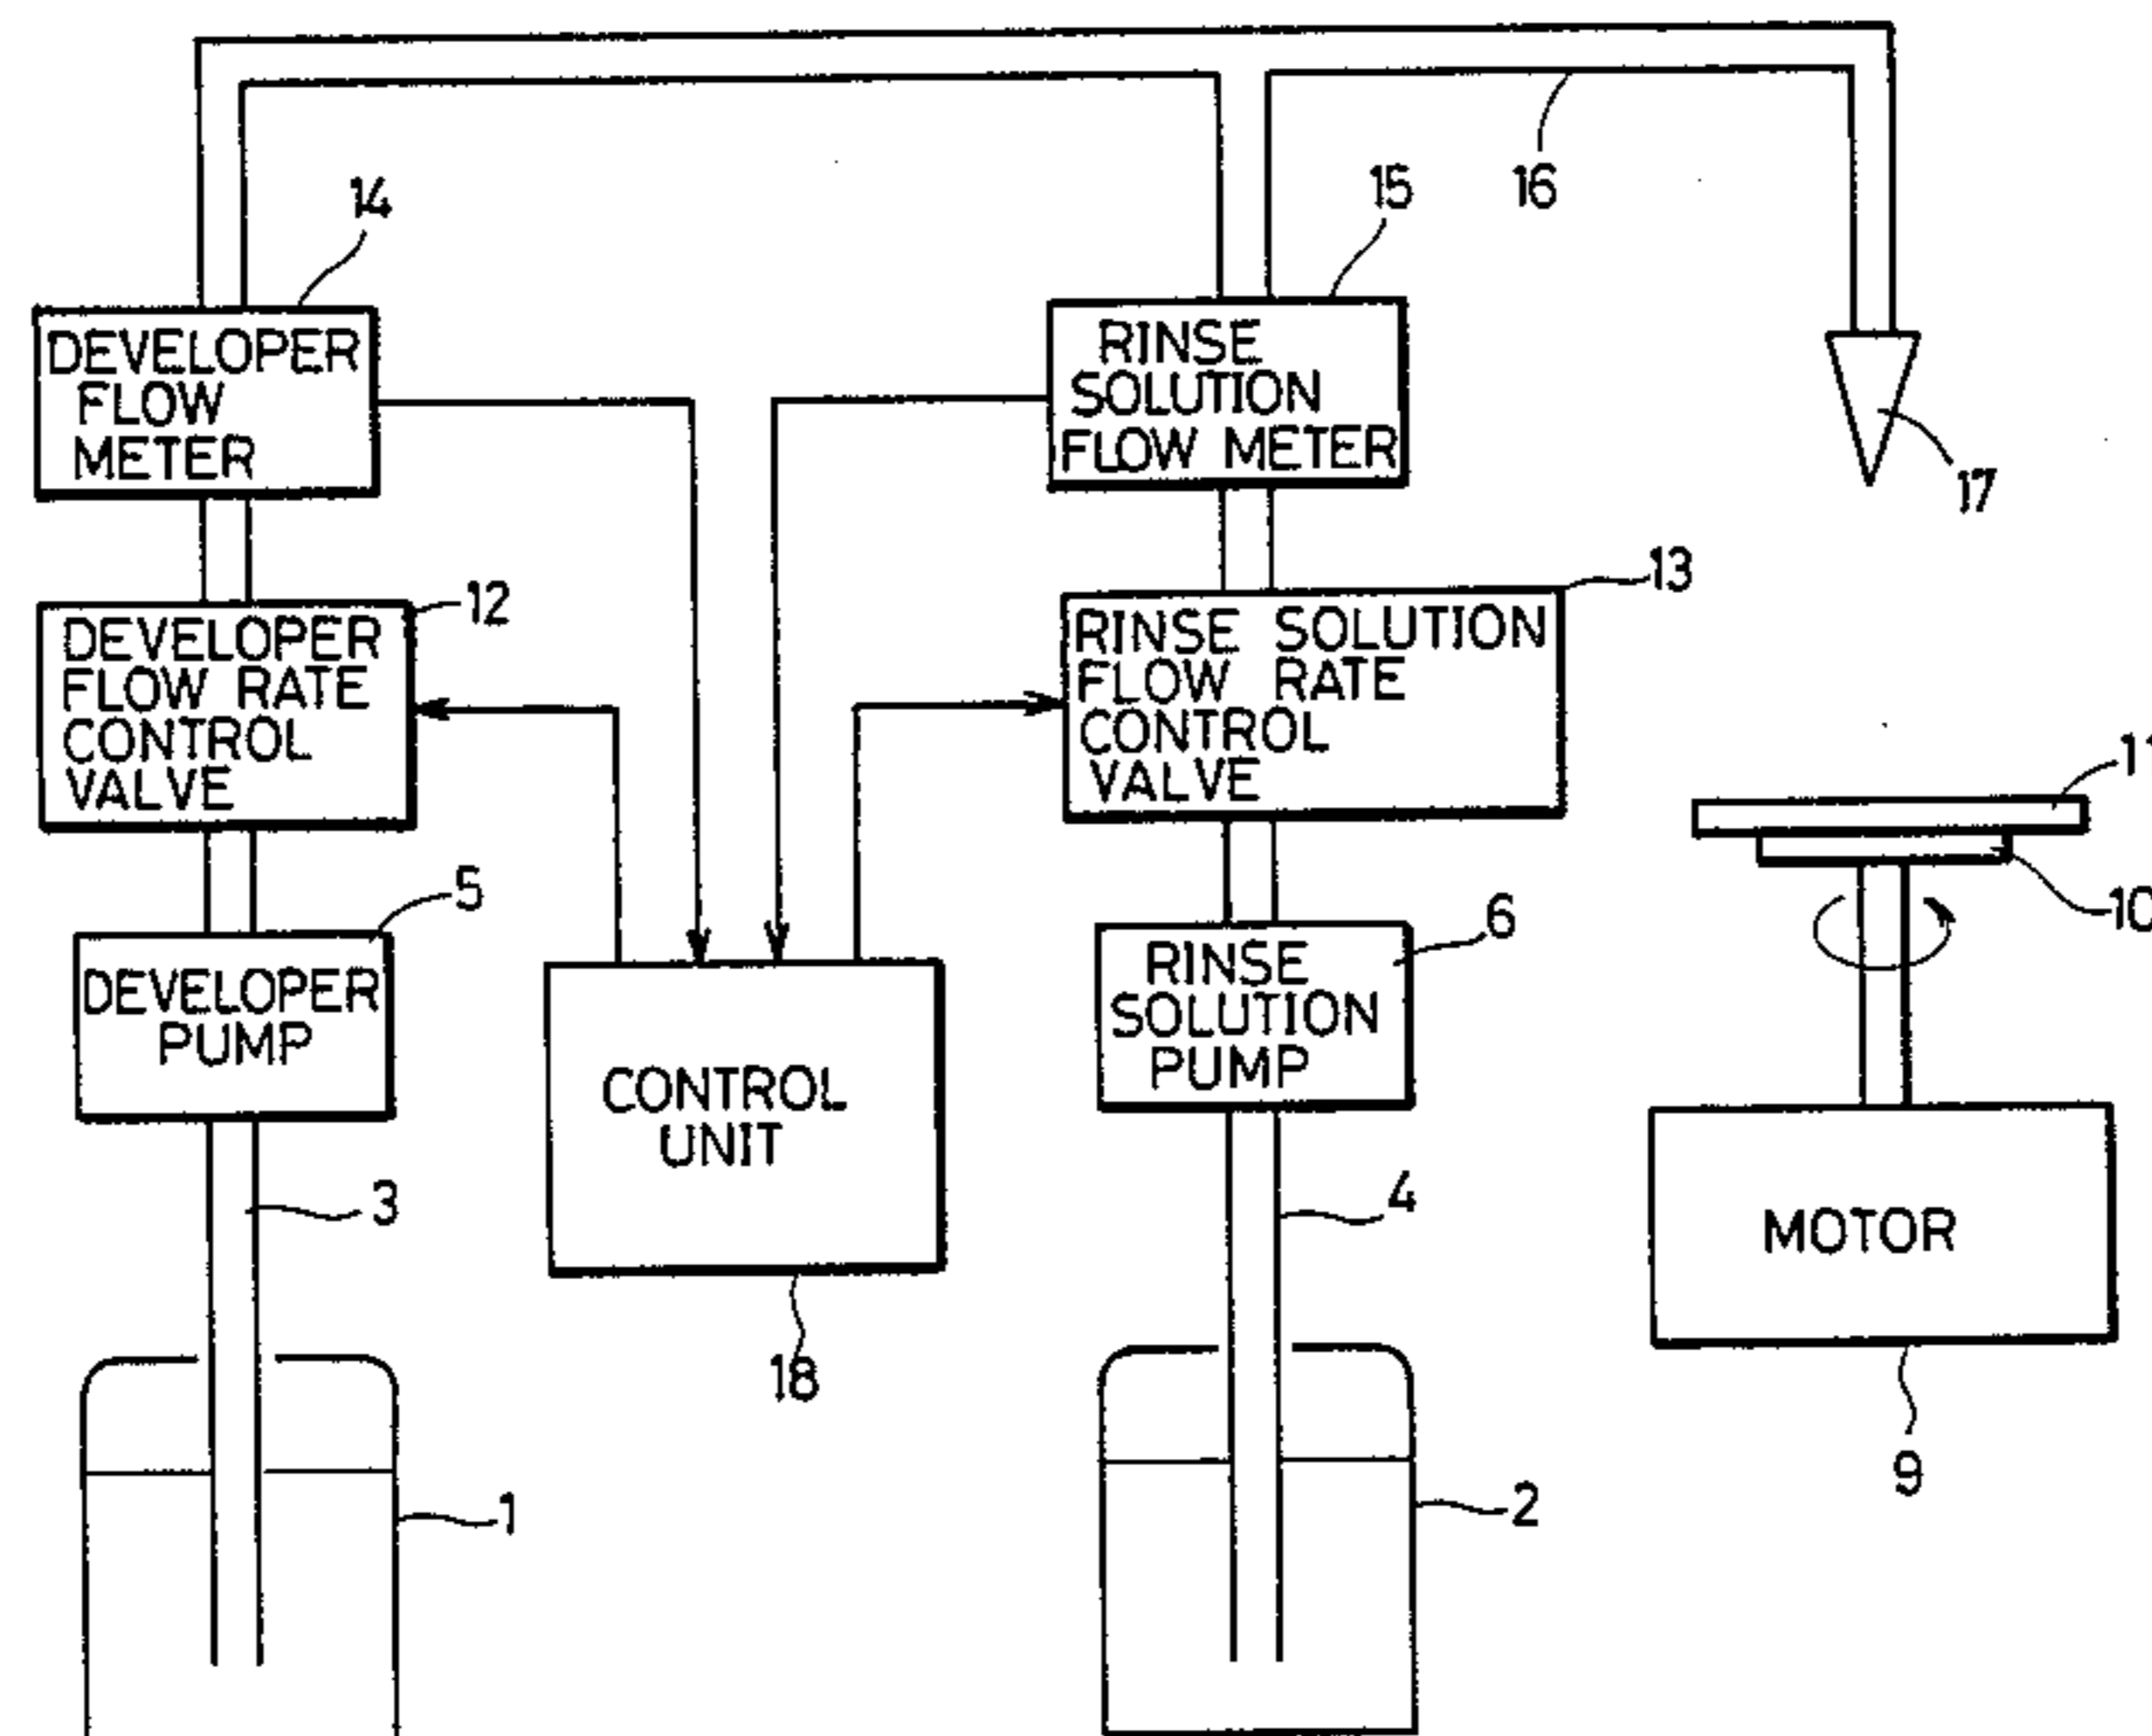 16
14
15
DEVELOPER
FLOW
METER
RINSE
SOLUTION
FLOW METER
17
12
13
DEVELOPER
FLOW RATE
CONTROL
VALVE
RINSE SOLUTION
FLOW RATE
CONTROL
VALVE
11
10
5
6
DEVELOPER
PUMP
CONTROL
UNIT
RINSE
SOLUTION
PUMP
MOTOR
3
4
18
9
1
2